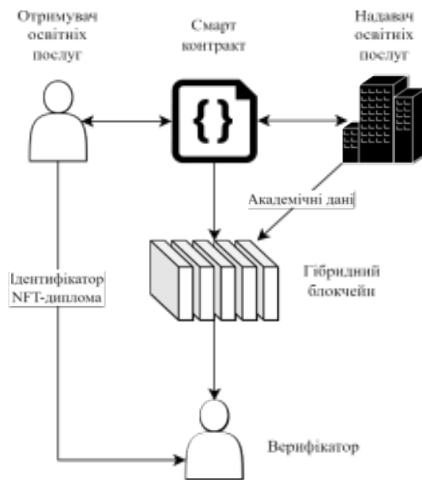 Отримувач
освітніх
послуг
Смарт
контракт
Надавач
освітніх
послуг
{}
Академічні дані
Гібридний
блокчейн
Ідентифікатор
NFT-диплома
Верифікатор